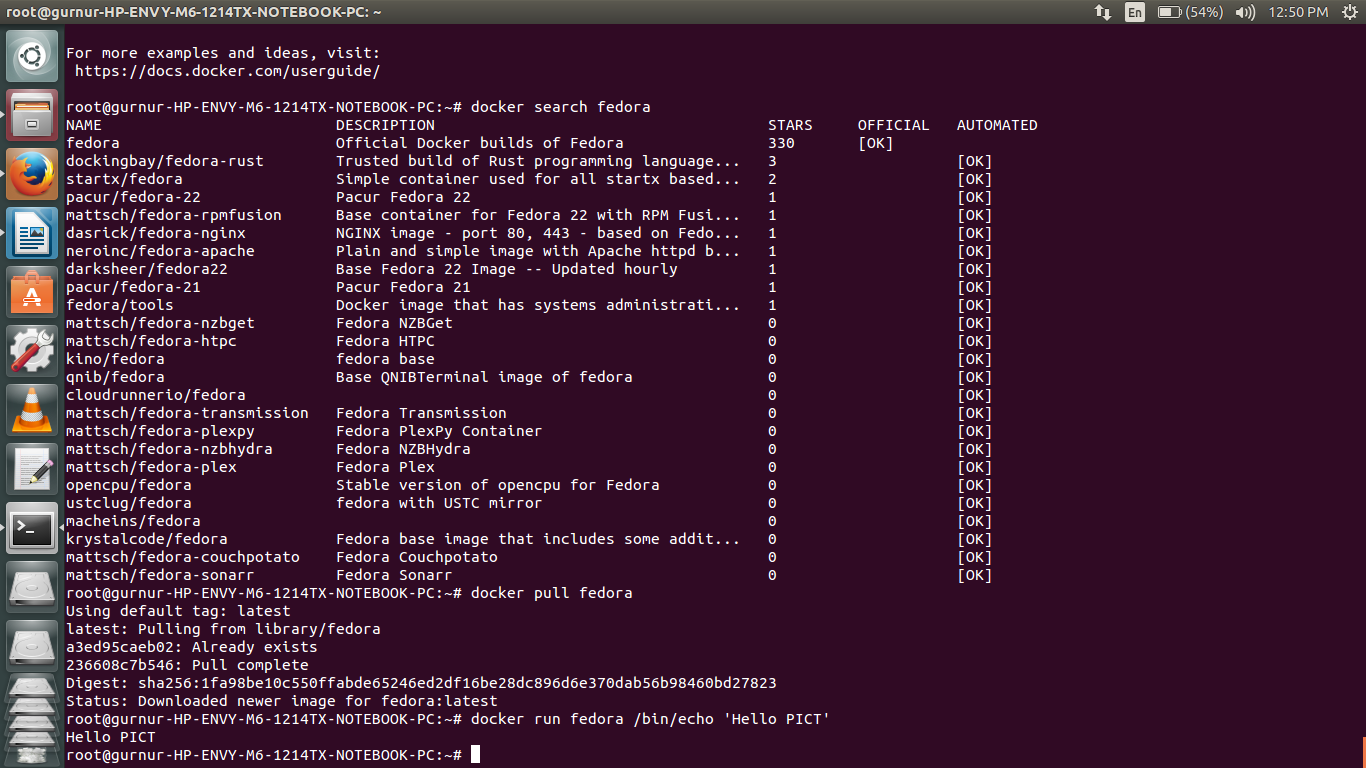 root@gurnur-HP-ENVY-M6-1214TX-NOTEBOOK-PC: ~ En (54%) 12:50 PM
For more examples and ideas, visit:
https://docs.docker.com/userguide/
root@gurnur-HP-ENVY-M6-1214TX-NOTEBOOK-PC:~# docker search fedora
NAME DESCRIPTION STARS OFFICIAL AUTOMATED
fedora Official Docker builds of Fedora 330 [OK]
dockingbay/fedora-rust Trusted build of Rust programming language... 3 [OK]
startx/fedora Simple container used for all startx based... 2 [OK]
pacur/fedora-22 Pacur Fedora 22 1 [OK]
mattsch/fedora-rpmfusion Base container for Fedora 22 with RPM Fusi... 1 [OK]
dasrick/fedora-nginx NGINX image - port 80, 443 - based on Fedo... 1 [OK]
neroinc/fedora-apache Plain and simple image with Apache httpd b... 1 [OK]
darksheer/fedora22 Base Fedora 22 Image -- Updated hourly 1 [OK]
pacur/fedora-21 Pacur Fedora 21 1 [OK]
fedora/tools Docker image that has systems administrati... 1 [OK]
mattsch/fedora-nzbget Fedora NZBGet 0 [OK]
mattsch/fedora-htpc Fedora HTPC 0 [OK]
kino/fedora fedora base 0 [OK]
qnib/fedora Base QNIBTerminal image of fedora 0 [OK]
cloudrunnerio/fedora 0 [OK]
mattsch/fedora-transmission Fedora Transmission 0 [OK]
mattsch/fedora-plexpy Fedora PlexPy Container 0 [OK]
mattsch/fedora-nzbhydra Fedora NZBHydra 0 [OK]
mattsch/fedora-plex Fedora Plex 0 [OK]
opencpu/fedora Stable version of opencpu for Fedora 0 [OK]
ustclug/fedora fedora with USTC mirror 0 [OK]
macheins/fedora 0 [OK]
krystalcode/fedora Fedora base image that includes some addit... 0 [OK]
mattsch/fedora-couchpotato Fedora Couchpotato 0 [OK]
mattsch/fedora-sonarr Fedora Sonarr 0 [OK]
root@gurnur-HP-ENVY-M6-1214TX-NOTEBOOK-PC:~# docker pull fedora
Using default tag: latest
latest: Pulling from library/fedora
a3ed95caeb02: Already exists
236608c7b546: Pull complete
Digest: sha256:1fa98be10c550ffabde65246ed2df16be28dc896d6e370dab56b98460bd27823
Status: Downloaded newer image for fedora:latest
root@gurnur-HP-ENVY-M6-1214TX-NOTEBOOK-PC:~# docker run fedora /bin/echo 'Hello PICT'
Hello PICT
root@gurnur-HP-ENVY-M6-1214TX-NOTEBOOK-PC:~#